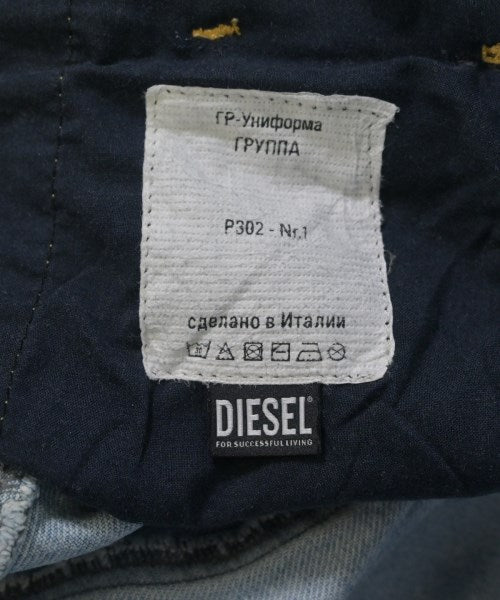 ГР-Униформа
ГРУППА
P302 - Nr.1
сделано в Италии
DIESEL®
FOR SUCCESSFUL LIVING